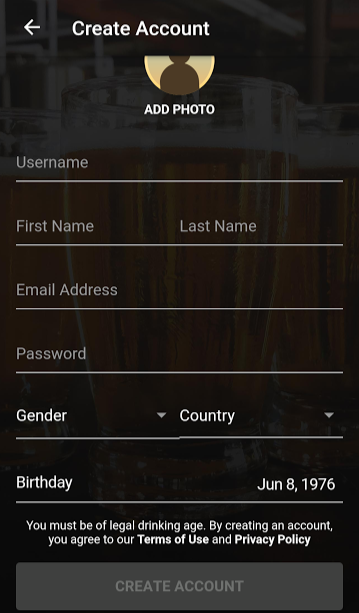 Create Account
ADD PHOTO
Username
First Name Last Name
Email Address
Password
Gender Country
Birthday Jun 8, 1976
You must be of legal drinking age. By creating an account,
you agree to our Terms of Use and Privacy Policy
CREATE ACCOUNT